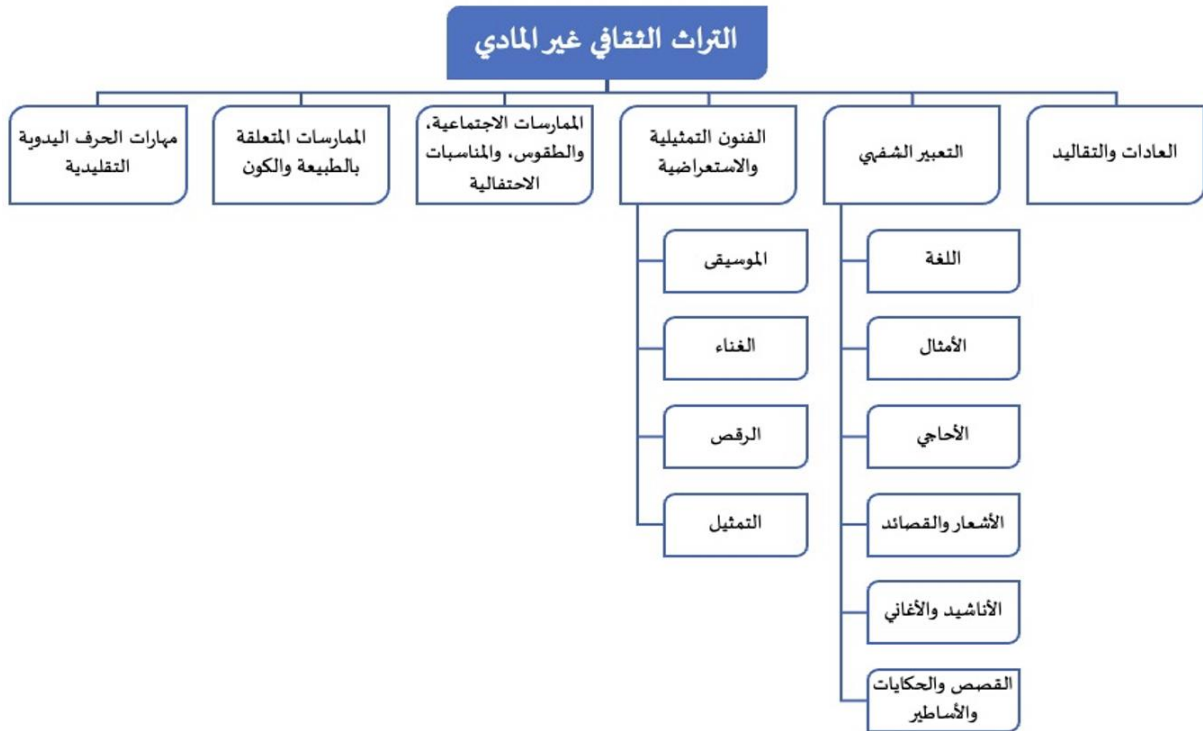 التراث الثقافي غير المادي
العادات والتقاليد
التعبير الشفهي
الفنون التمثيلية
والاستعراضية
الممارسات الاجتماعية،
والطقوس، والمناسبات
الاحتفالية
الممارسات المتعلقة
بالطبيعة والكون
مهارات الحرف اليدوية
التقليدية
اللغة
الأمثال
الأحاجي
الأشعار والقصائد
الأناشيد والأغاني
القصص والحكايات
والأساطير
الموسيقى
الغناء
الرقص
التمثيل